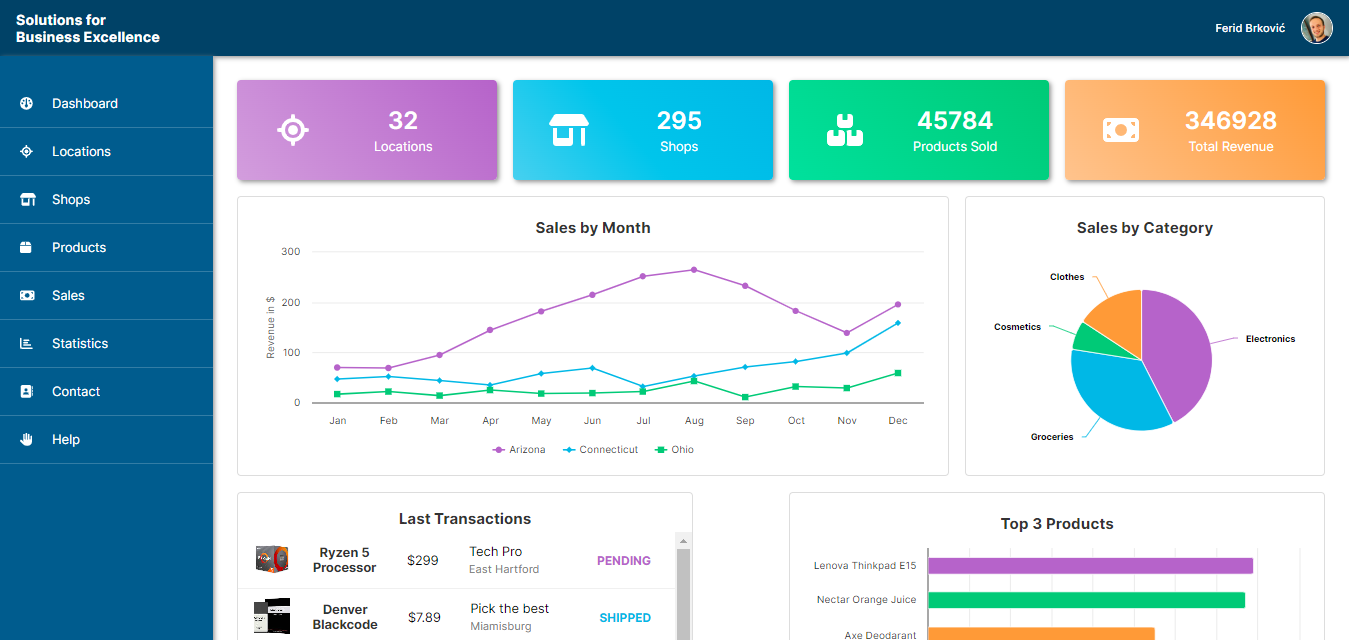 Solutions for
Business Excellence
Ferid Brković
Dashboard
Locations
Shops
Products
Sales
Statistics
Contact
Help
32
Locations
295
Shops
45784
Products Sold
346928
Total Revenue
Sales by Month
Revenue in $
300
200
100
0
Jan Feb Mar Apr May Jun Jul Aug Sep Oct Nov Dec
Arizona Connecticut Ohio
Sales by Category
Clothes
Cosmetics
Electronics
Groceries
Last Transactions
Ryzen 5
Processor
$299
Tech Pro
East Hartford
PENDING
Denver
Blackcode
$7.89
Pick the best
Miamisburg
SHIPPED
Top 3 Products
Lenova Thinkpad E15
Nectar Orange Juice
Axe Deodarant